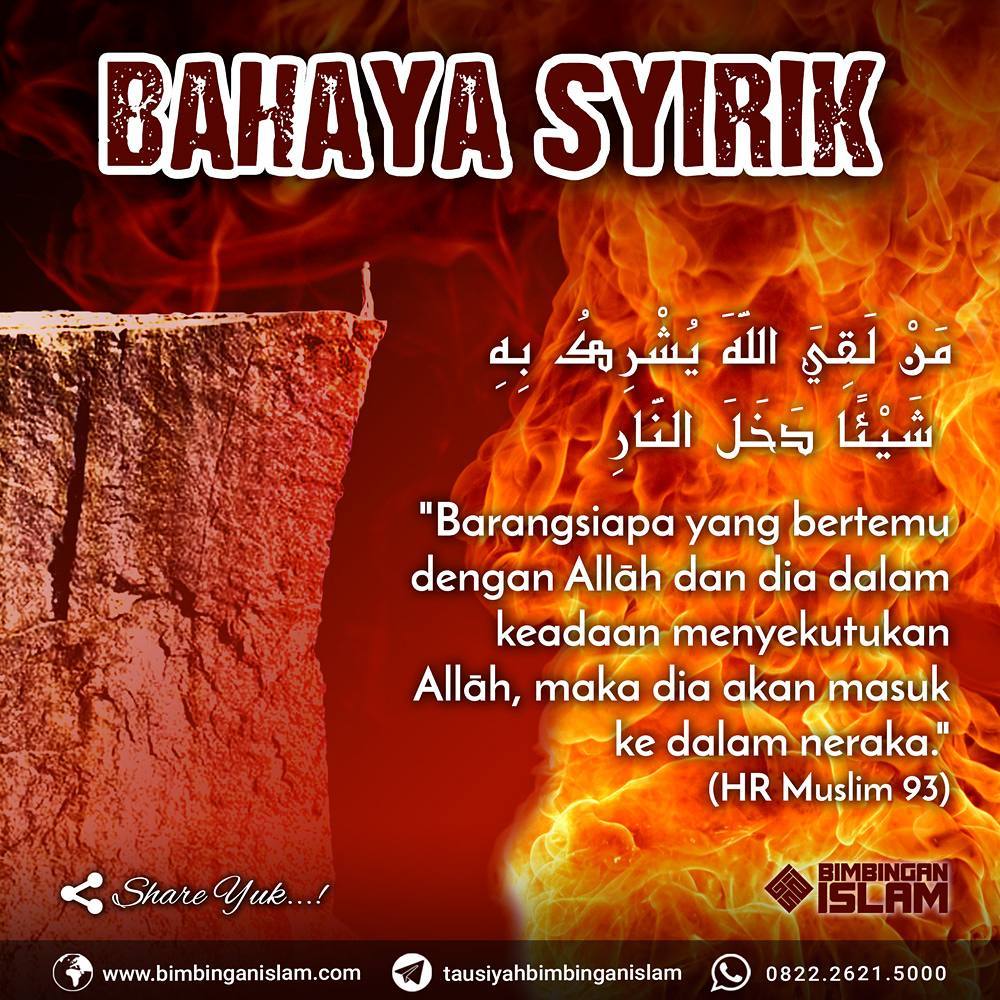 BAHAYA SYIRIK
مَنْ لَقِيَ اللَّهَ يُشْرِكُ بِهِ
شَيْئًا دَخَلَ النَّارِ
"Barangsiapa yang bertemu
dengan Allāh dan dia dalam
keadaan menyekutukan
Allāh, maka dia akan masuk
ke dalam neraka."
(HR Muslim 93)
Share Yuk...!
BIMBINGAN
ISLAM
www.bimbinganislam.com tausiyahbimbinganislam 0822.2621.5000